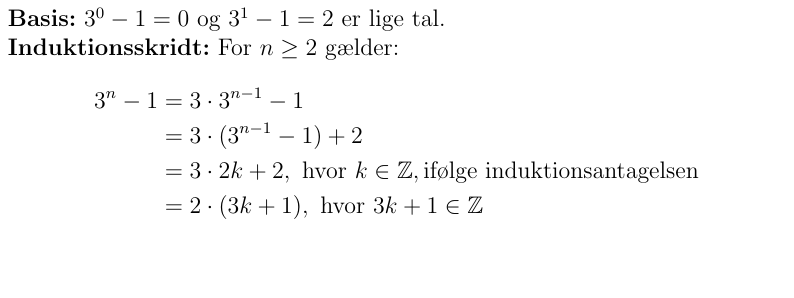 Basis: 3⁰ − 1 = 0 og 3¹ − 1 = 2 er lige tal.
Induktionsskridt: For n ≥ 2 gælder:
3ⁿ − 1 = 3 · 3ⁿ⁻¹ − 1
= 3 · (3ⁿ⁻¹ − 1) + 2
= 3 · 2k + 2, hvor k ∈ ℤ, ifølge induktionsantagelsen
= 2 · (3k + 1), hvor 3k + 1 ∈ ℤ